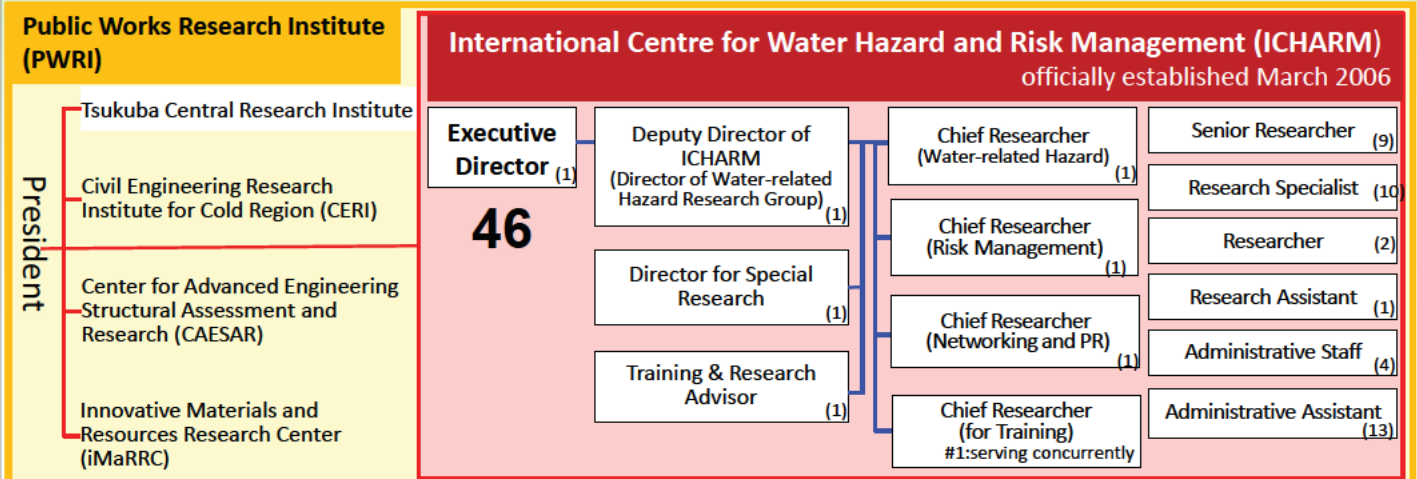 Public Works Research Institute
(PWRI)
President
Tsukuba Central Research Institute
Civil Engineering Research
Institute for Cold Region (CERI)
Center for Advanced Engineering
Structural Assessment and
Research (CAESAR)
Innovative Materials and
Resources Research Center
(iMaRRC)
International Centre for Water Hazard and Risk Management (ICHARM)
officially established March 2006
Executive
Director (1)
46
Deputy Director of
ICHARM
(Director of Water-related
Hazard Research Group)
(1)
Director for Special
Research
(1)
Training & Research
Advisor
(1)
Chief Researcher
(Water-related Hazard)
(1)
Chief Researcher
(Risk Management)
(1)
Chief Researcher
(Networking and PR)
(1)
Chief Researcher
(for Training)
#1:serving concurrently
Senior Researcher (9)
Research Specialist (10)
Researcher (2)
Research Assistant (1)
Administrative Staff (4)
Administrative Assistant
(13)